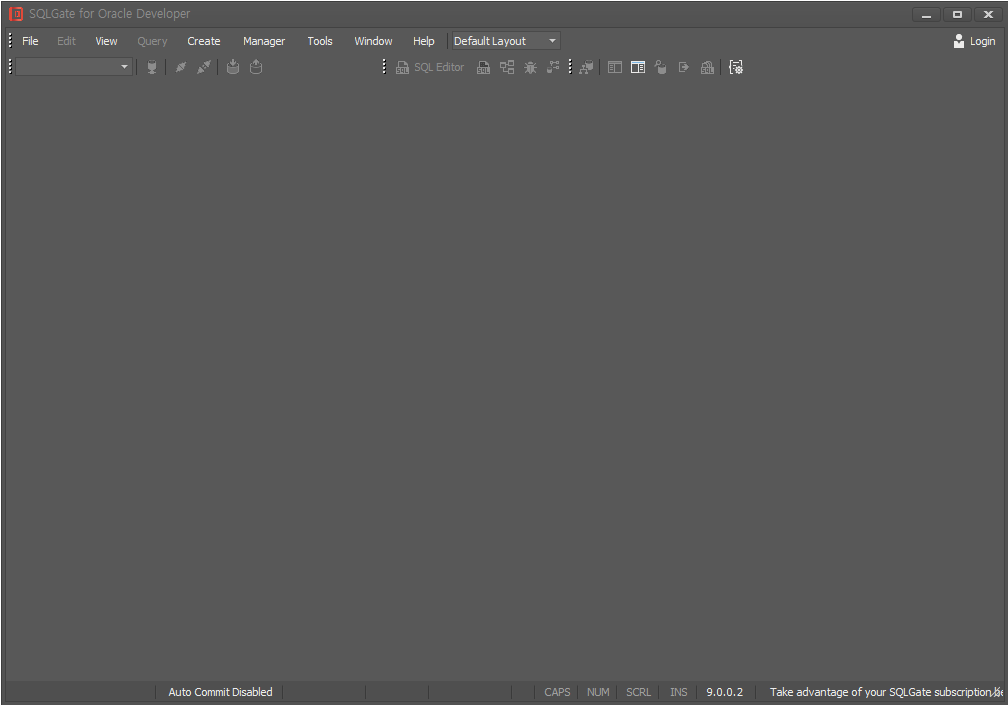 SQLGate for Oracle Developer
File Edit View Query Create Manager Tools Window Help Default Layout Login
SQL Editor
Auto Commit Disabled CAPS NUM SCRL INS 9.0.0.2 Take advantage of your SQLGate subscription